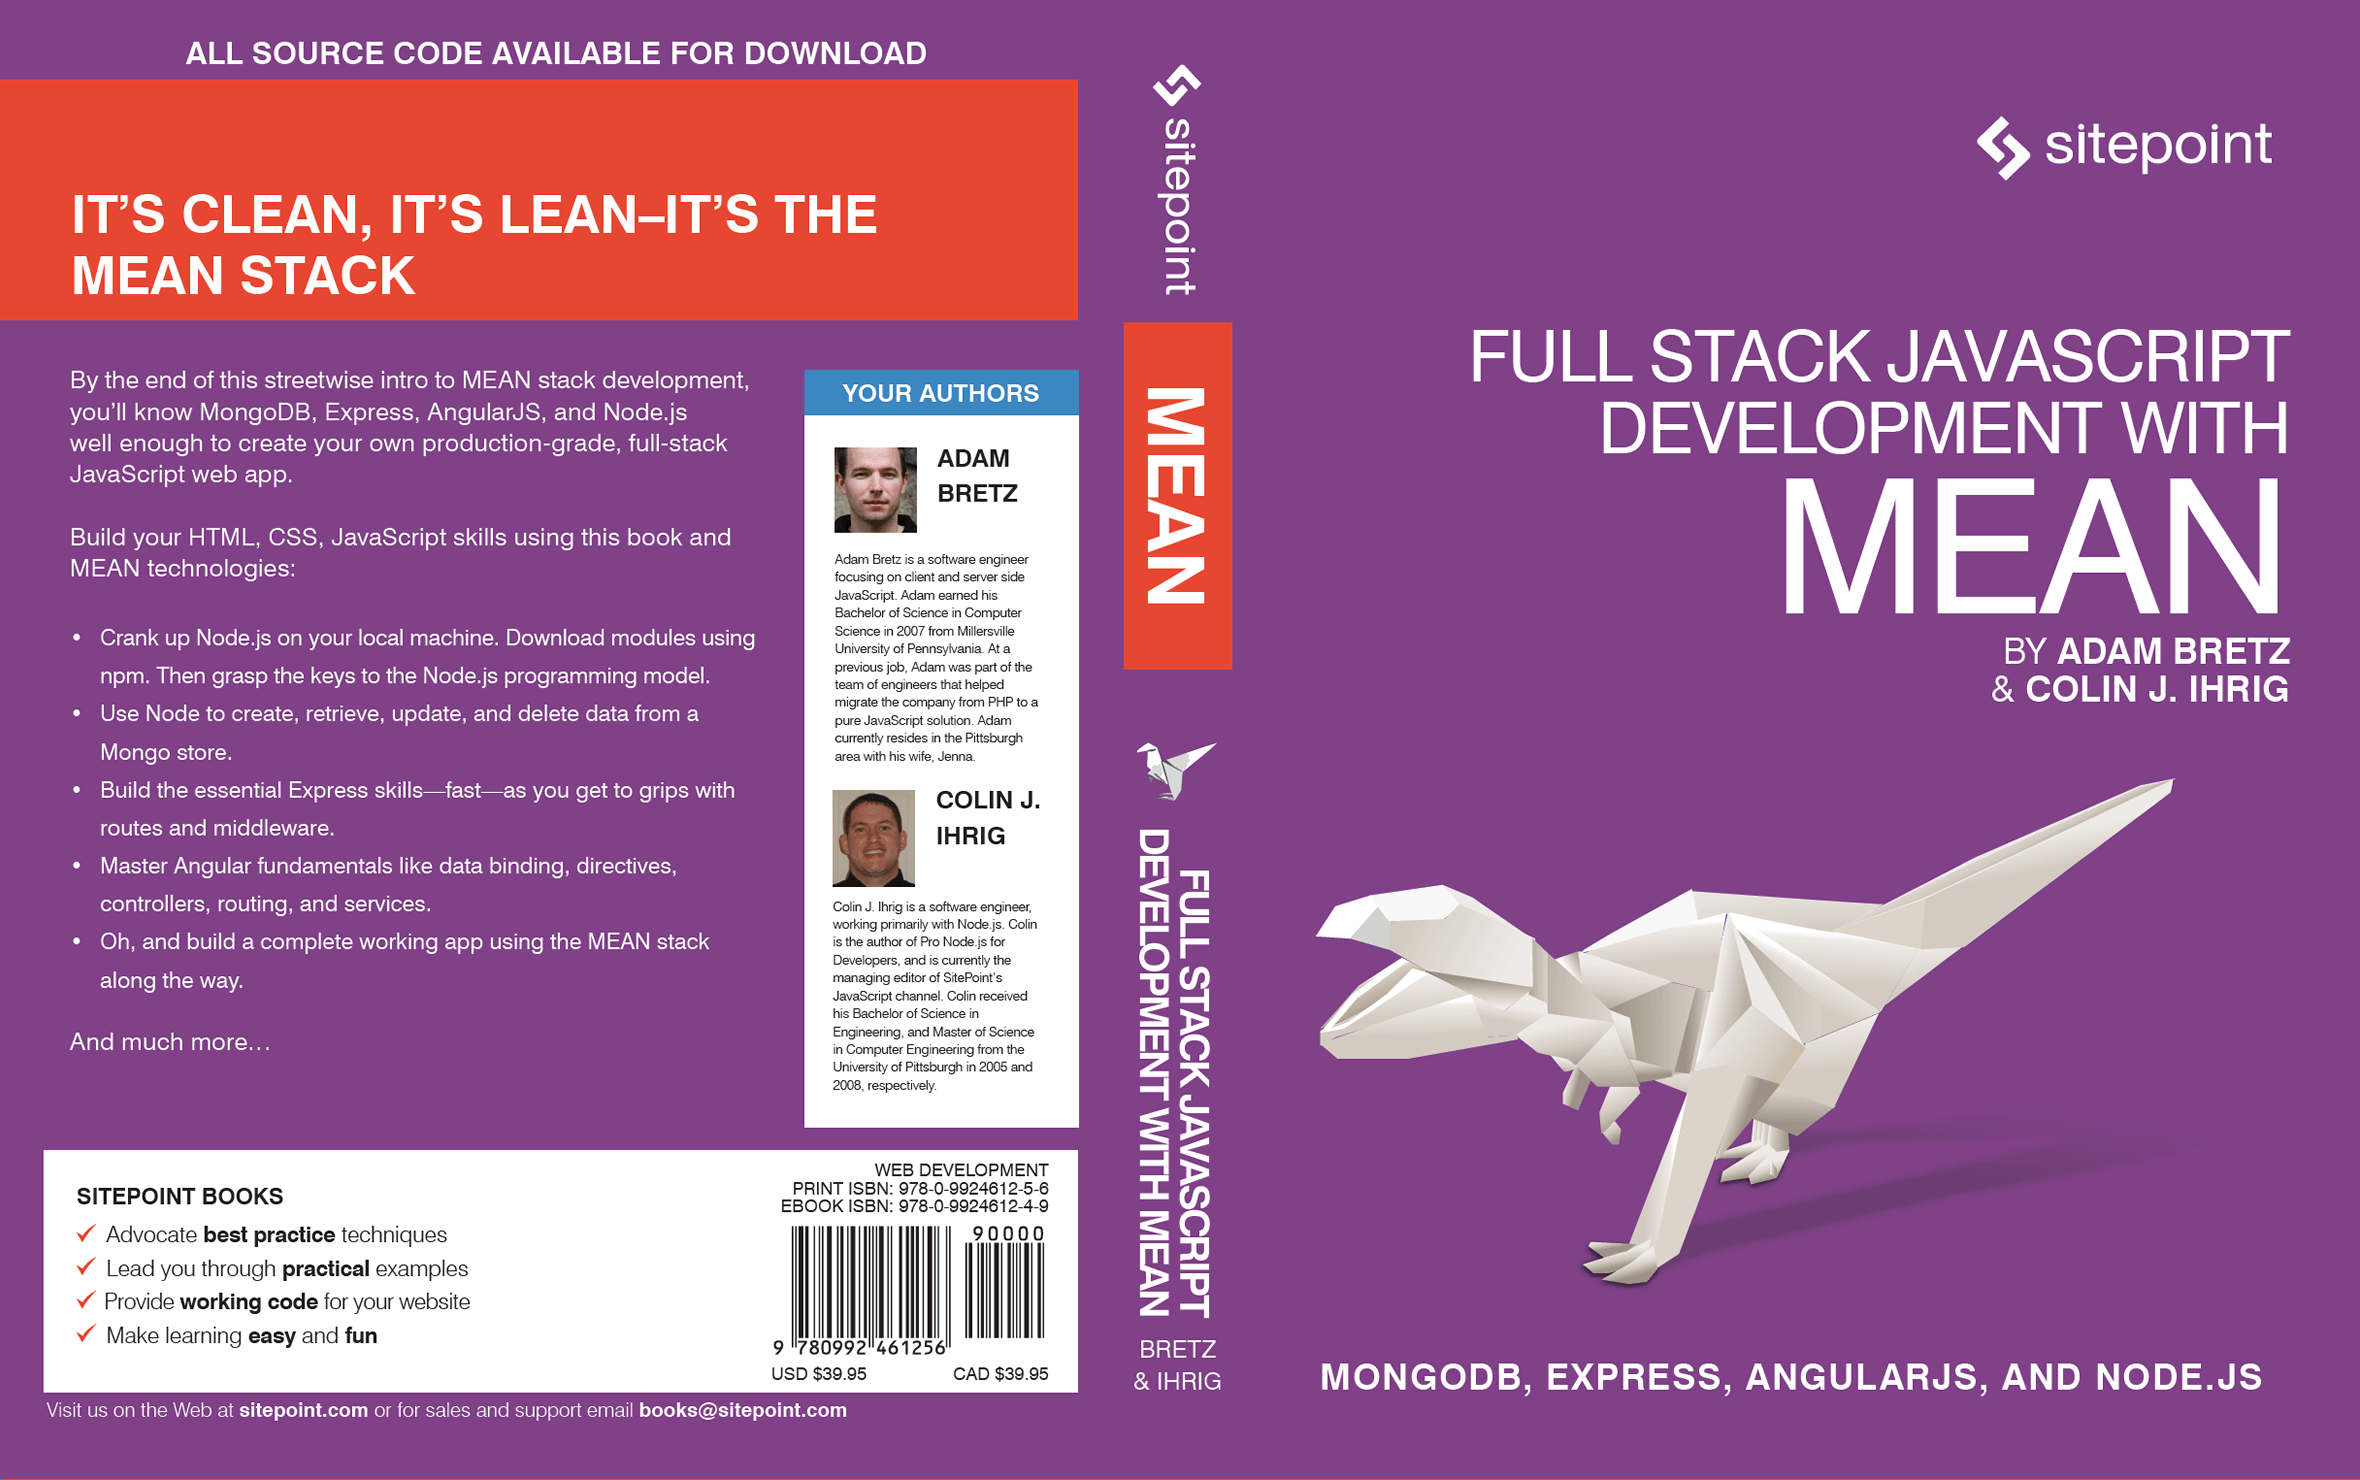 ALL SOURCE CODE AVAILABLE FOR DOWNLOAD
IT’S CLEAN, IT’S LEAN–IT’S THE
MEAN STACK
By the end of this streetwise intro to MEAN stack development,
you’ll know MongoDB, Express, AngularJS, and Node.js
well enough to create your own production-grade, full-stack
JavaScript web app.
Build your HTML, CSS, JavaScript skills using this book and
MEAN technologies:
• Crank up Node.js on your local machine. Download modules using
npm. Then grasp the keys to the Node.js programming model.
• Use Node to create, retrieve, update, and delete data from a
Mongo store.
• Build the essential Express skills—fast—as you get to grips with
routes and middleware.
• Master Angular fundamentals like data binding, directives,
controllers, routing, and services.
• Oh, and build a complete working app using the MEAN stack
along the way.
And much more…
YOUR AUTHORS
ADAM
BRETZ
Adam Bretz is a software engineer
focusing on client and server side
JavaScript. Adam earned his
Bachelor of Science in Computer
Science in 2007 from Millersville
University of Pennsylvania. At a
previous job, Adam was part of the
team of engineers that helped
migrate the company from PHP to a
pure JavaScript solution. Adam
currently resides in the Pittsburgh
area with his wife, Jenna.
COLIN J.
IHRIG
Colin J. Ihrig is a software engineer,
working primarily with Node.js. Colin
is the author of Pro Node.js for
Developers, and is currently the
managing editor of SitePoint’s
JavaScript channel. Colin received
his Bachelor of Science in
Engineering, and Master of Science
in Computer Engineering from the
University of Pittsburgh in 2005 and
2008, respectively.
SITEPOINT BOOKS
Advocate best practice techniques
Lead you through practical examples
Provide working code for your website
Make learning easy and fun
WEB DEVELOPMENT
PRINT ISBN: 978-0-9924612-5-6
EBOOK ISBN: 978-0-9924612-4-9
90000
9 780992 461256
USD $39.95 CAD $39.95
Visit us on the Web at sitepoint.com or for sales and support email books@sitepoint.com
sitepoint
MEAN
FULL STACK JAVASCRIPT
DEVELOPMENT WITH MEAN
BRETZ
& IHRIG
sitepoint
FULL STACK JAVASCRIPT
DEVELOPMENT WITH
MEAN
BY ADAM BRETZ
& COLIN J. IHRIG
MONGODB, EXPRESS, ANGULARJS, AND NODE.JS